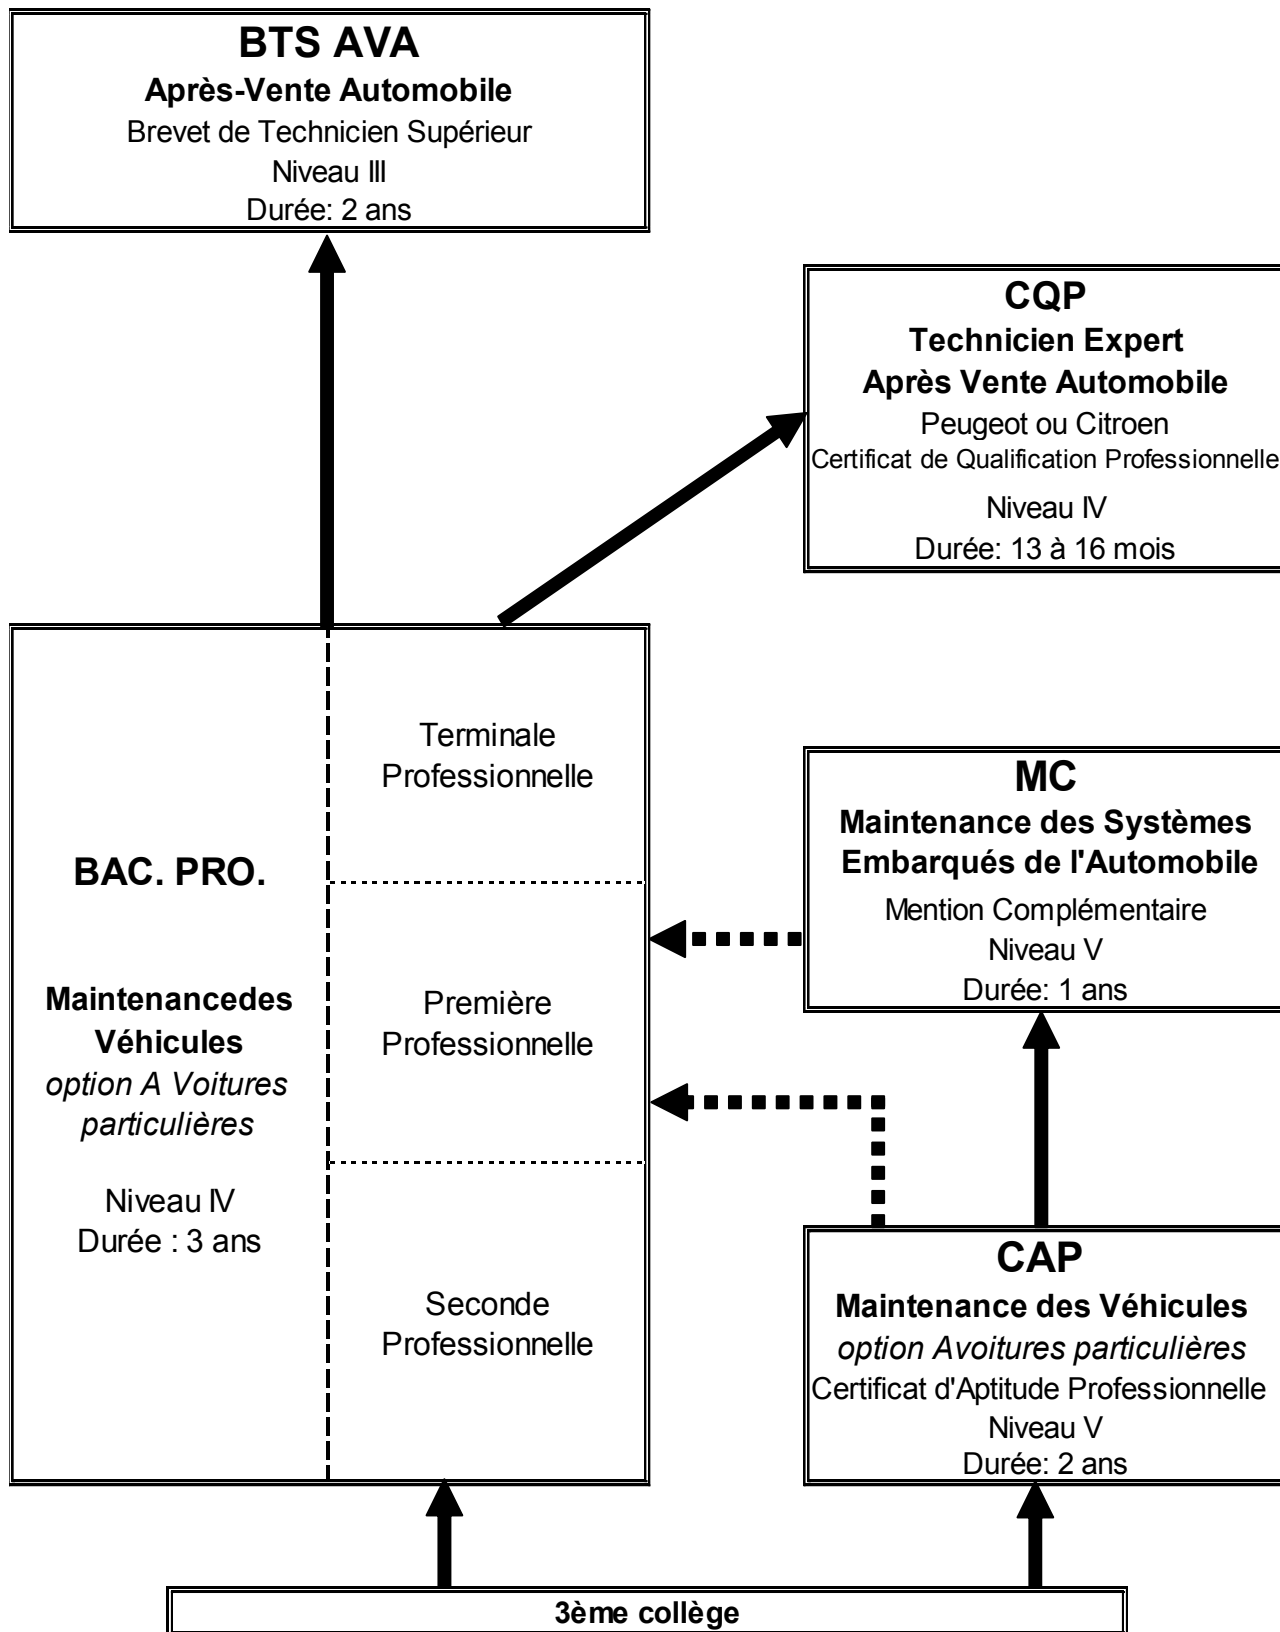 BTS AVA
Après-Vente Automobile
Brevet de Technicien Supérieur
Niveau III
Durée: 2 ans
CQP
Technicien Expert
Après Vente Automobile
Peugeot ou Citroen
Certificat de Qualification Professionnelle
Niveau IV
Durée: 13 à 16 mois
BAC. PRO.
Maintenancedes
Véhicules
option A Voitures
particulières
Niveau IV
Durée : 3 ans
Terminale
Professionnelle
Première
Professionnelle
Seconde
Professionnelle
MC
Maintenance des Systèmes
Embarqués de l'Automobile
Mention Complémentaire
Niveau V
Durée: 1 ans
CAP
Maintenance des Véhicules
option Avoitures particulières
Certificat d'Aptitude Professionnelle
Niveau V
Durée: 2 ans
3ème collège